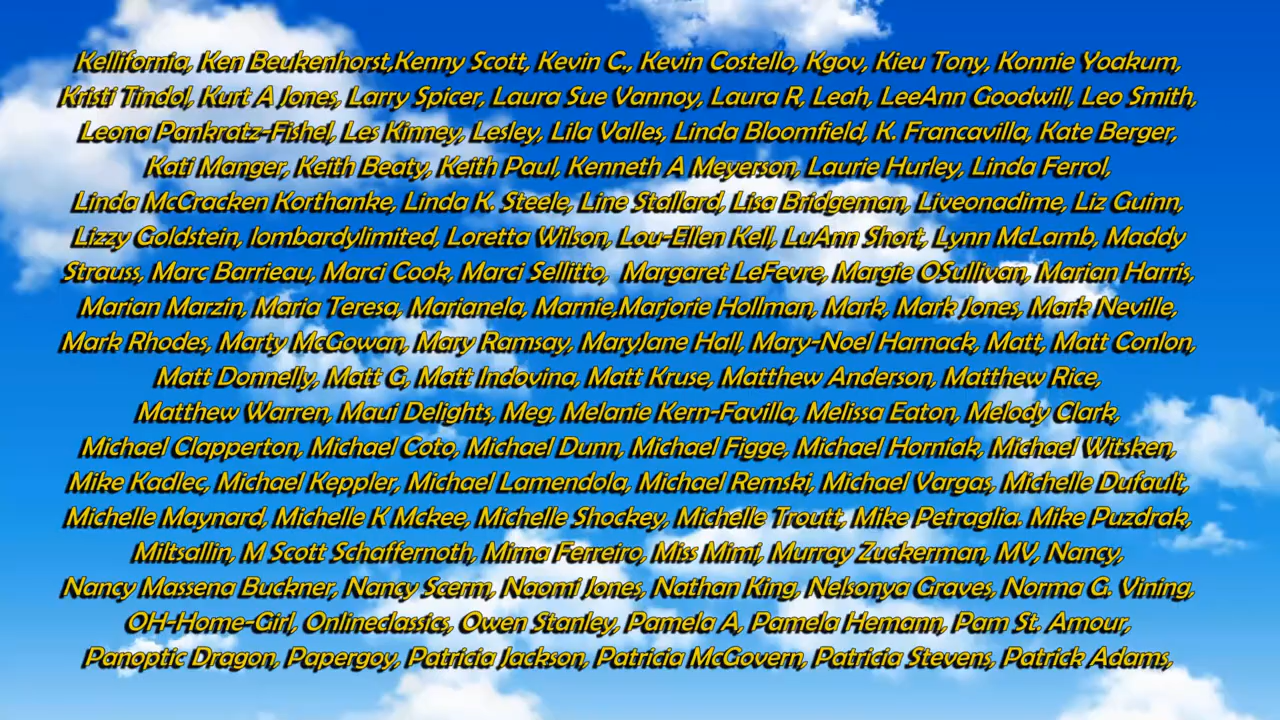 Kellifornia, Ken Beukenhorst,Kenny Scott, Kevin C., Kevin Costello, Kgov, Kieu Tony, Konnie Yoakum,
Kristi Tindol, Kurt A Jones, Larry Spicer, Laura Sue Vannoy, Laura R, Leah, LeeAnn Goodwill, Leo Smith,
Leona Pankratz-Fishel, Les Kinney, Lesley, Lila Valles, Linda Bloomfield, K. Francavilla, Kate Berger,
Kati Manger, Keith Beaty, Keith Paul, Kenneth A Meyerson, Laurie Hurley, Linda Ferrol,
Linda McCracken Korthanke, Linda K. Steele, Line Stallard, Lisa Bridgeman, Liveonadime, Liz Guinn,
Lizzy Goldstein, lombardylimited, Loretta Wilson, Lou-Ellen Kell, LuAnn Short, Lynn McLamb, Maddy
Strauss, Marc Barrieau, Marci Cook, Marci Sellitto, Margaret LeFevre, Margie OSullivan, Marian Harris,
Marian Marzin, Maria Teresa, Marianela, Marnie,Marjorie Hollman, Mark, Mark Jones, Mark Neville,
Mark Rhodes, Marty McGowan, Mary Ramsay, MaryJane Hall, Mary-Noel Harnack, Matt, Matt Conlon,
Matt Donnelly, Matt G, Matt Indovina, Matt Kruse, Matthew Anderson, Matthew Rice,
Matthew Warren, Maui Delights, Meg, Melanie Kern-Favilla, Melissa Eaton, Melody Clark,
Michael Clapperton, Michael Coto, Michael Dunn, Michael Figge, Michael Horniak, Michael Witsken,
Mike Kadlec, Michael Keppler, Michael Lamendola, Michael Remski, Michael Vargas, Michelle Dufault,
Michelle Maynard, Michelle K Mckee, Michelle Shockey, Michelle Troutt, Mike Petraglia. Mike Puzdrak,
Miltsallin, M Scott Schaffernoth, Mirna Ferreiro, Miss Mimi, Murray Zuckerman, MV, Nancy,
Nancy Massena Buckner, Nancy Scerm, Naomi Jones, Nathan King, Nelsonya Graves, Norma G. Vining,
OH-Home-Girl, Onlineclassics, Owen Stanley, Pamela A, Pamela Hemann, Pam St. Amour,
Panoptic Dragon, Papergoy, Patricia Jackson, Patricia McGovern, Patricia Stevens, Patrick Adams,